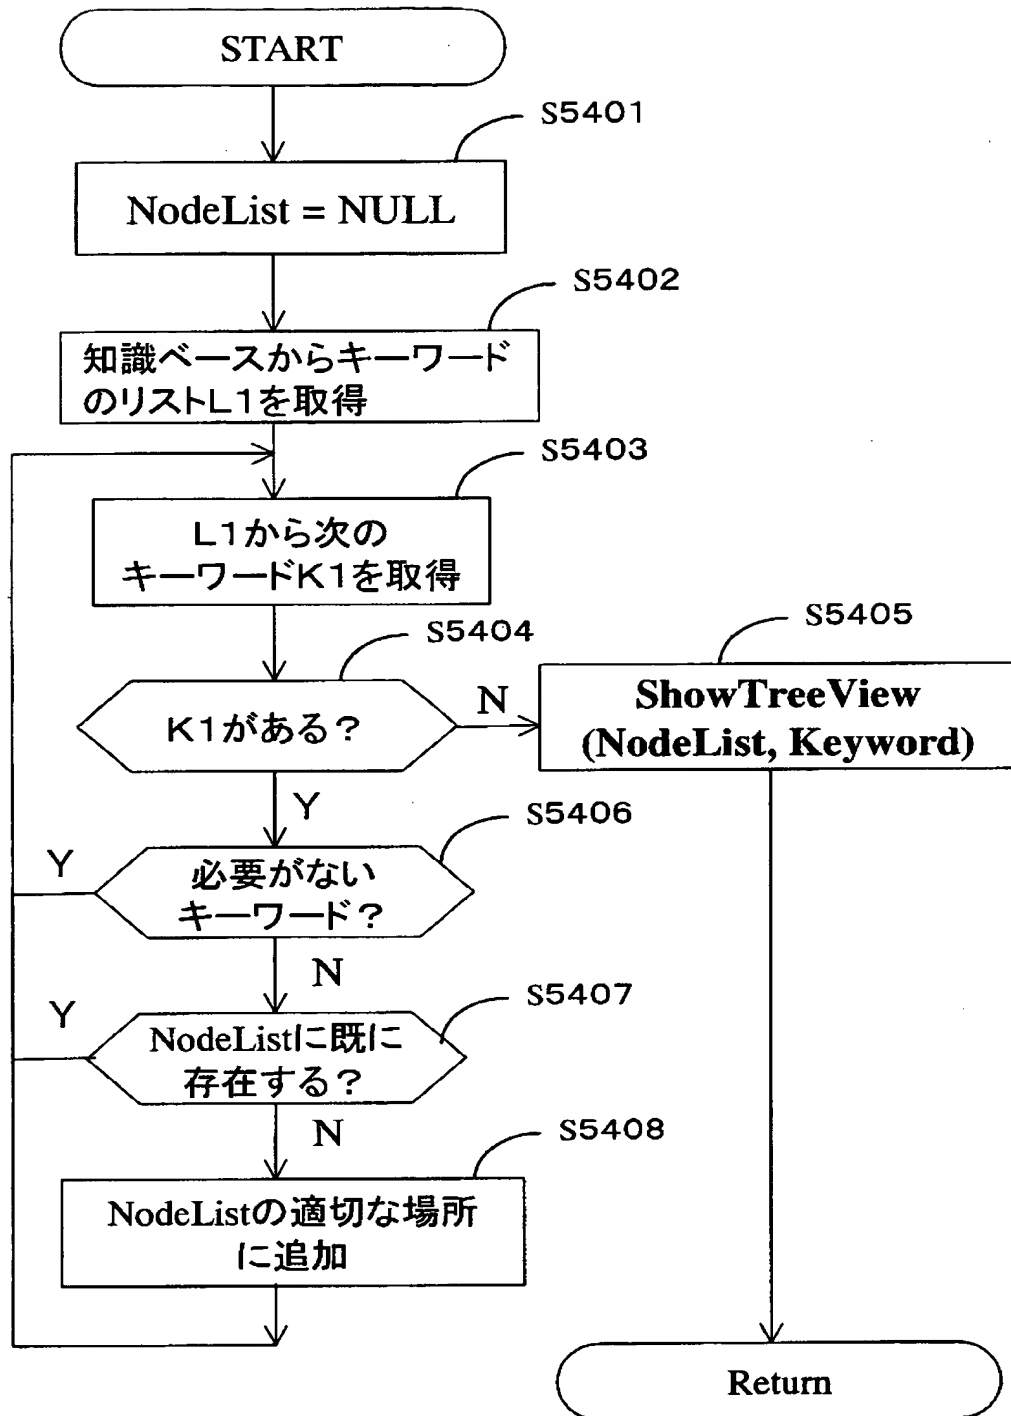 START
S5401
NodeList = NULL
S5402
知識ベースからキーワード
のリストL1を取得
S5403
L1から次の
キーワードK1を取得
S5404
K1がある?
N
S5405
ShowTreeView
(NodeList, Keyword)
Y
S5406
Y
必要がない
キーワード?
N
S5407
Y
NodeListに既に
存在する?
N
S5408
NodeListの適切な場所
に追加
Return